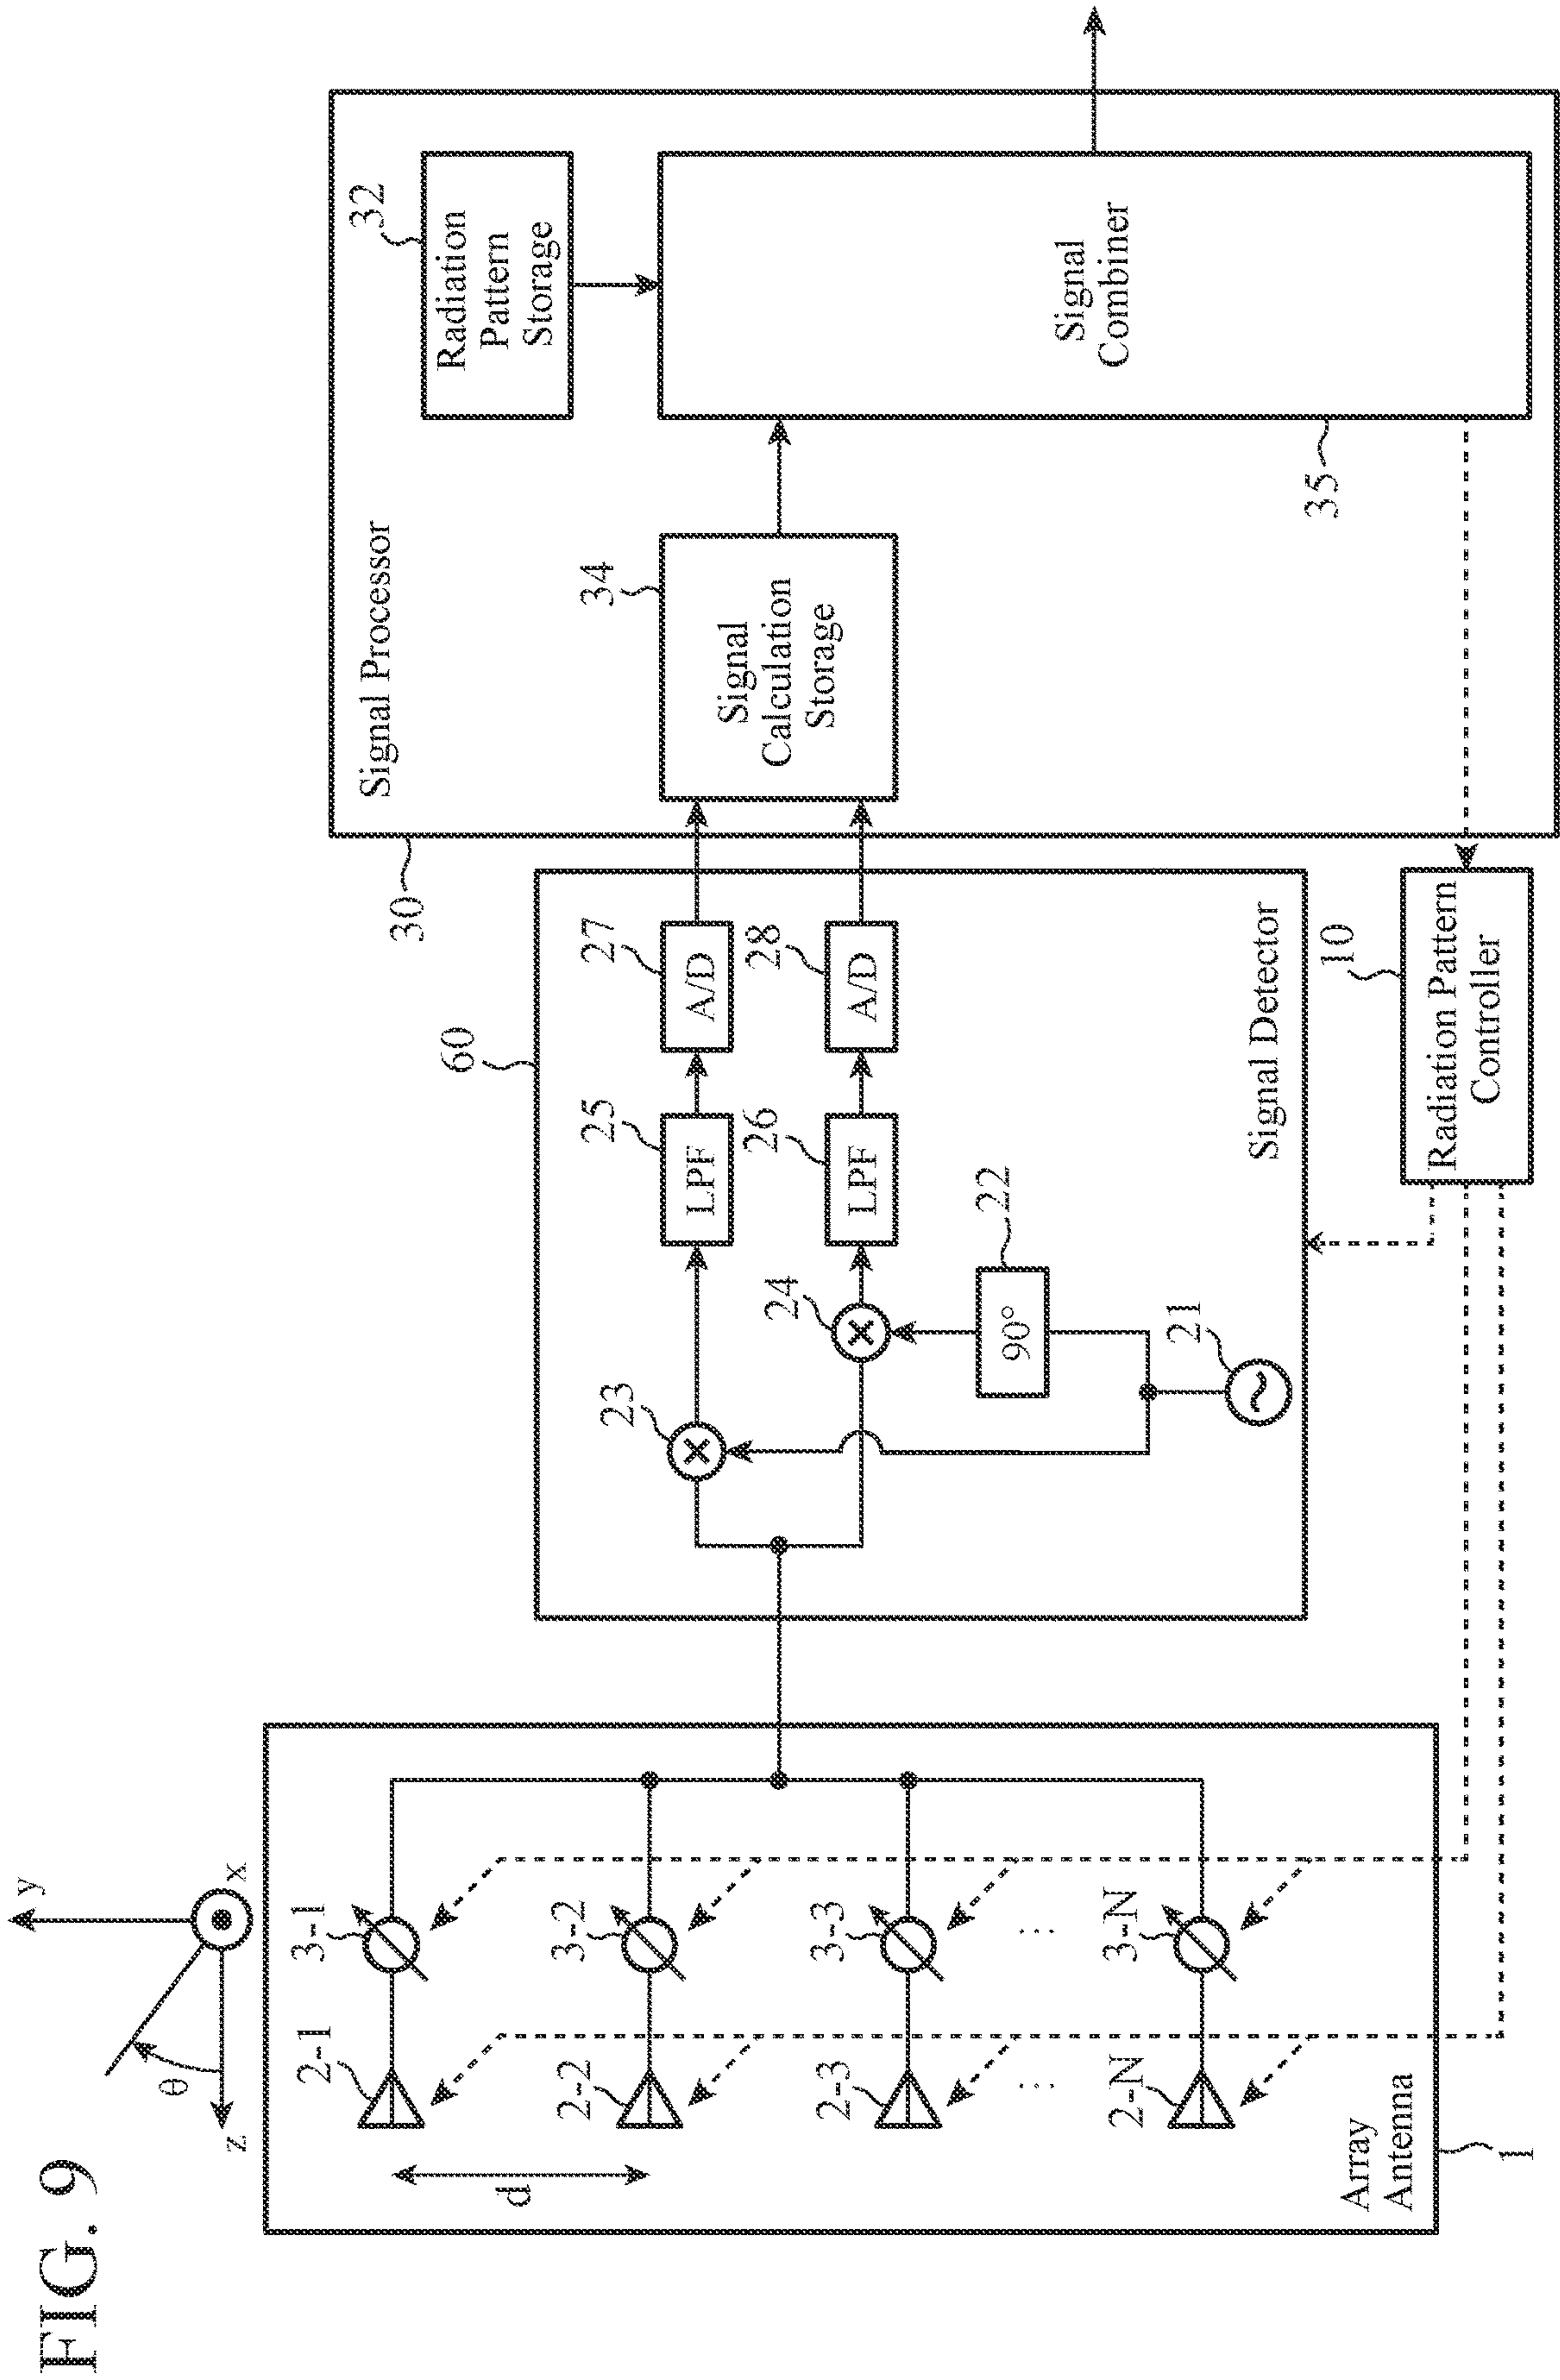 FIG. 9
y
x
z
θ
d
2-1
3-1
2-2
3-2
2-3
3-3
⋮
⋮
2-N
3-N
Array
Antenna
1
60
23
24
25
LPF
26
LPF
27
A/D
28
A/D
22
90°
21
Signal Detector
10
Radiation Pattern
Controller
30
Signal Processor
34
Signal
Calculation
Storage
32
Radiation
Pattern
Storage
Signal
Combiner
35